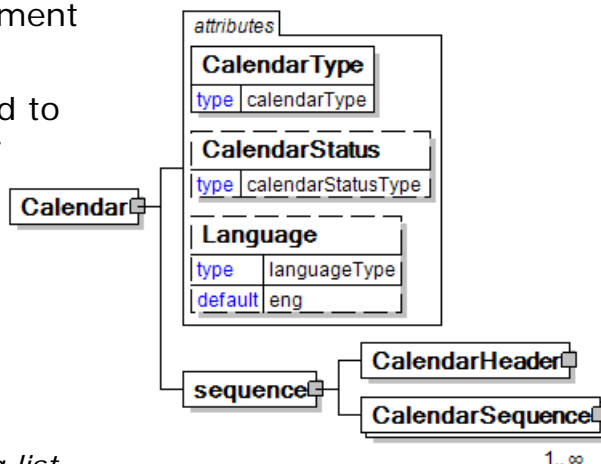 ment
d to
attributes
CalendarType
type calendarType
CalendarStatus
type calendarStatusType
Language
type languageType
default eng
Calendar
sequence
CalendarHeader
CalendarSequence
1..∞
list